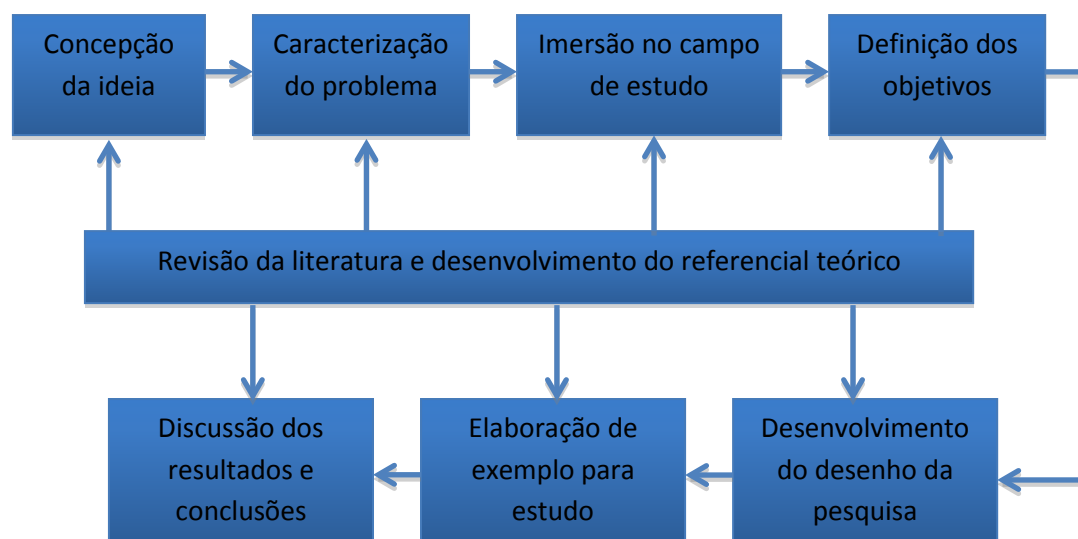 Concepção
da ideia
Caracterização
do problema
Imersão no campo
de estudo
Definição dos
objetivos
Revisão da literatura e desenvolvimento do referencial teórico
Discussão dos
resultados e
conclusões
Elaboração de
exemplo para
estudo
Desenvolvimento
do desenho da
pesquisa